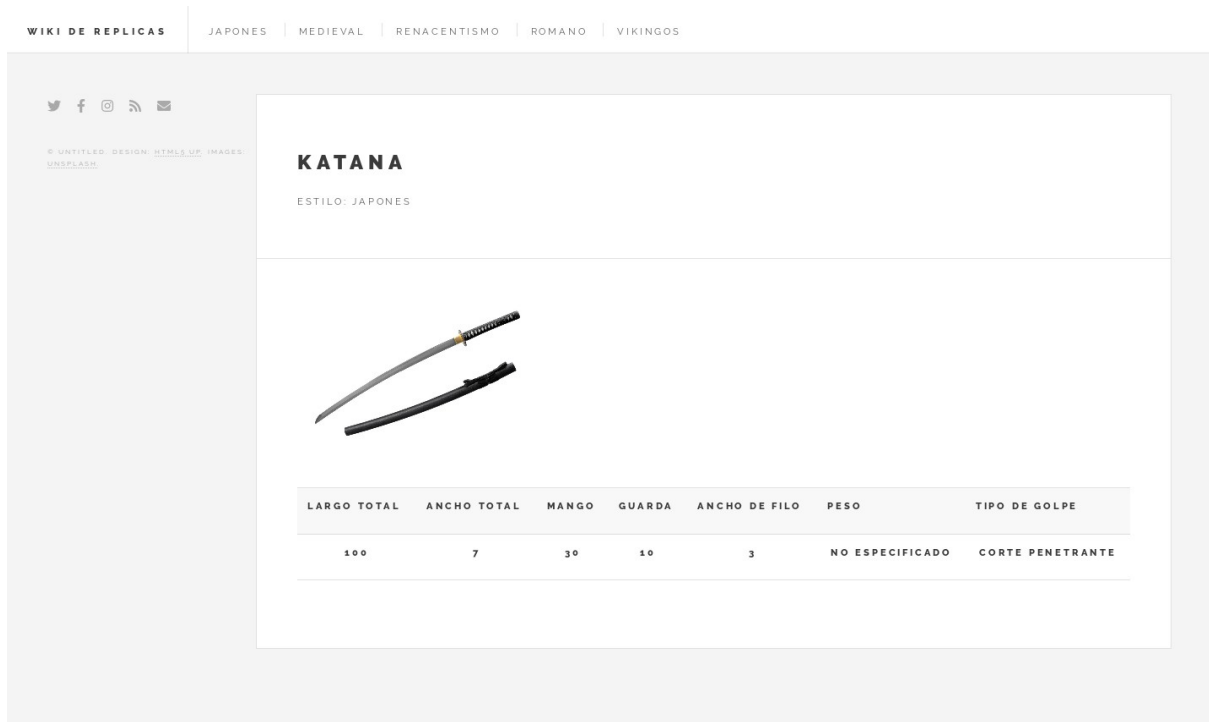 WIKI DE REPLICAS JAPONES MEDIEVAL RENACENTISMO ROMANO VIKINGOS
© UNTITLED. DESIGN: HTML5 UP. IMAGES:
UNSPLASH.
KATANA
ESTILO: JAPONES
LARGO TOTAL ANCHO TOTAL MANGO GUARDA ANCHO DE FILO PESO TIPO DE GOLPE
100 7 30 10 3 NO ESPECIFICADO CORTE PENETRANTE